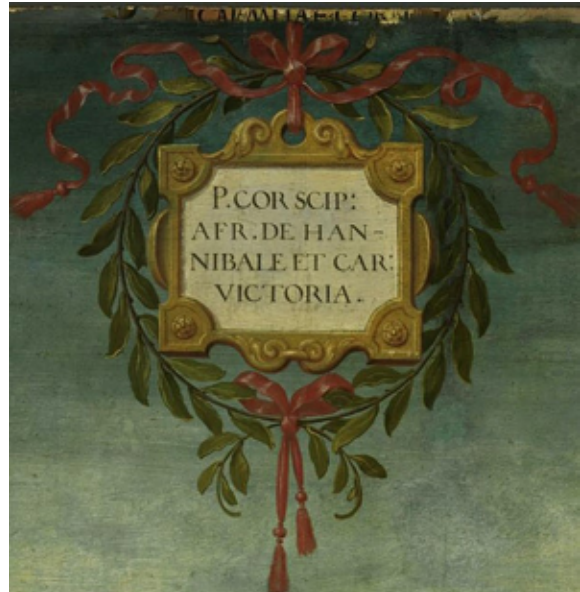 P. COR SCIP:
AFR. DE HAN-
NIBALE ET CAR:
VICTORIA.